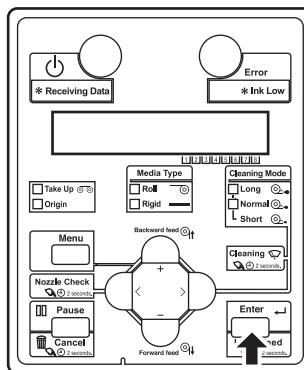 Error
* Receiving Data
* Ink Low
1 2 3 4 5 6 7 8
Media Type
Cleaning Mode
Take Up
Roll
Long
Origin
Rigid
Normal
Short
Menu
Backward feed
Cleaning
2 seconds.
Nozzle Check
2 seconds.
+
< >
−
Pause
Enter
Cancel
2 seconds.
Forward feed
2 seconds.